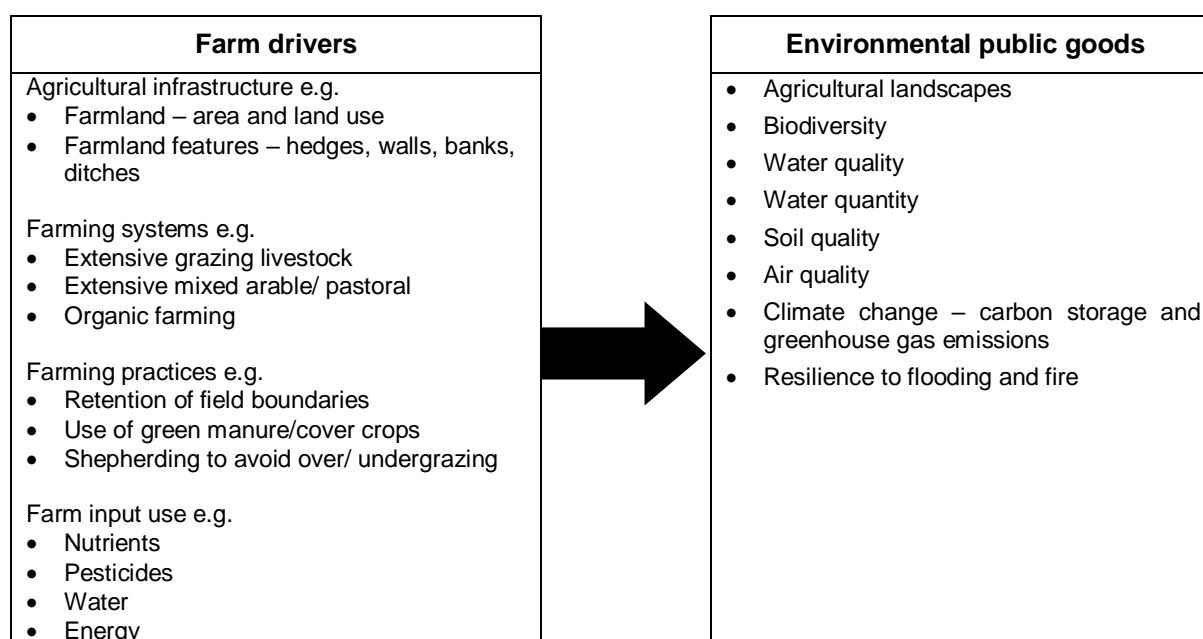 Farm drivers
Agricultural infrastructure e.g.
• Farmland – area and land use
• Farmland features – hedges, walls, banks,
ditches
Farming systems e.g.
• Extensive grazing livestock
• Extensive mixed arable/ pastoral
• Organic farming
Farming practices e.g.
• Retention of field boundaries
• Use of green manure/cover crops
• Shepherding to avoid over/ undergrazing
Farm input use e.g.
• Nutrients
• Pesticides
• Water
• Energy
Environmental public goods
• Agricultural landscapes
• Biodiversity
• Water quality
• Water quantity
• Soil quality
• Air quality
• Climate change – carbon storage and
greenhouse gas emissions
• Resilience to flooding and fire